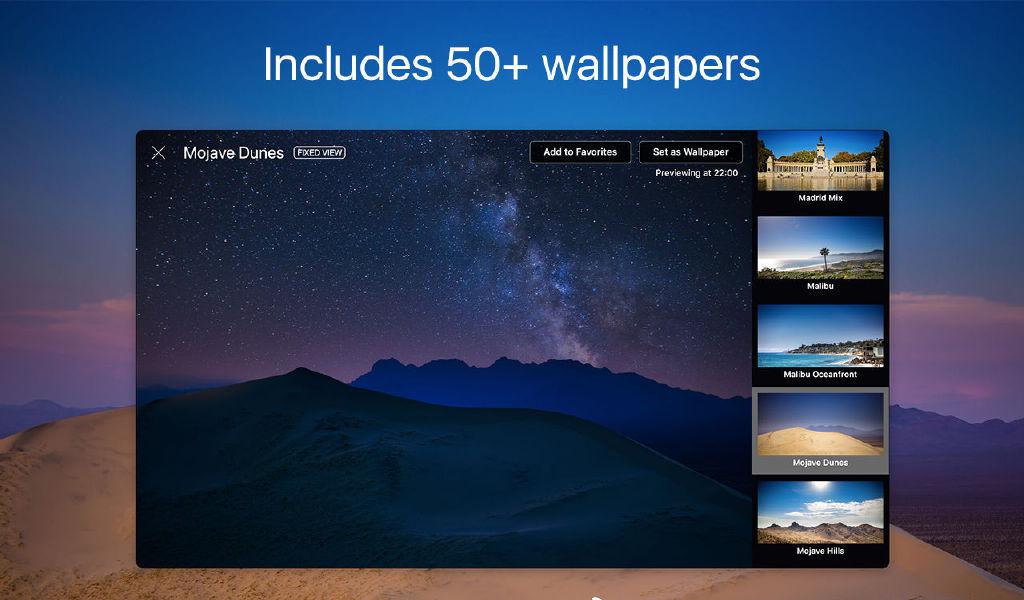 Includes 50+ wallpapers
Mojave Dunes
FIXED VIEW
Add to Favorites
Set as Wallpaper
Previewing at 22:00
Madrid Mix
Malibu
Malibu Oceanfront
Mojave Dunes
Mojave Hills